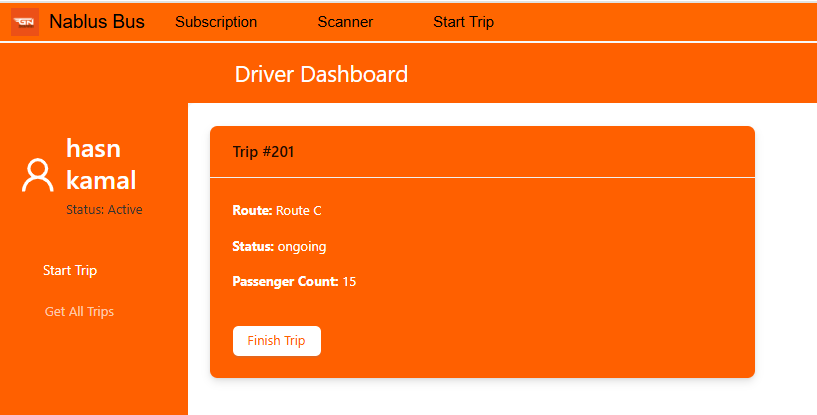 Nablus Bus Subscription Scanner Start Trip
Driver Dashboard
hasn
kamal
Status: Active
Start Trip
Get All Trips
Trip #201
Route: Route C
Status: ongoing
Passenger Count: 15
Finish Trip